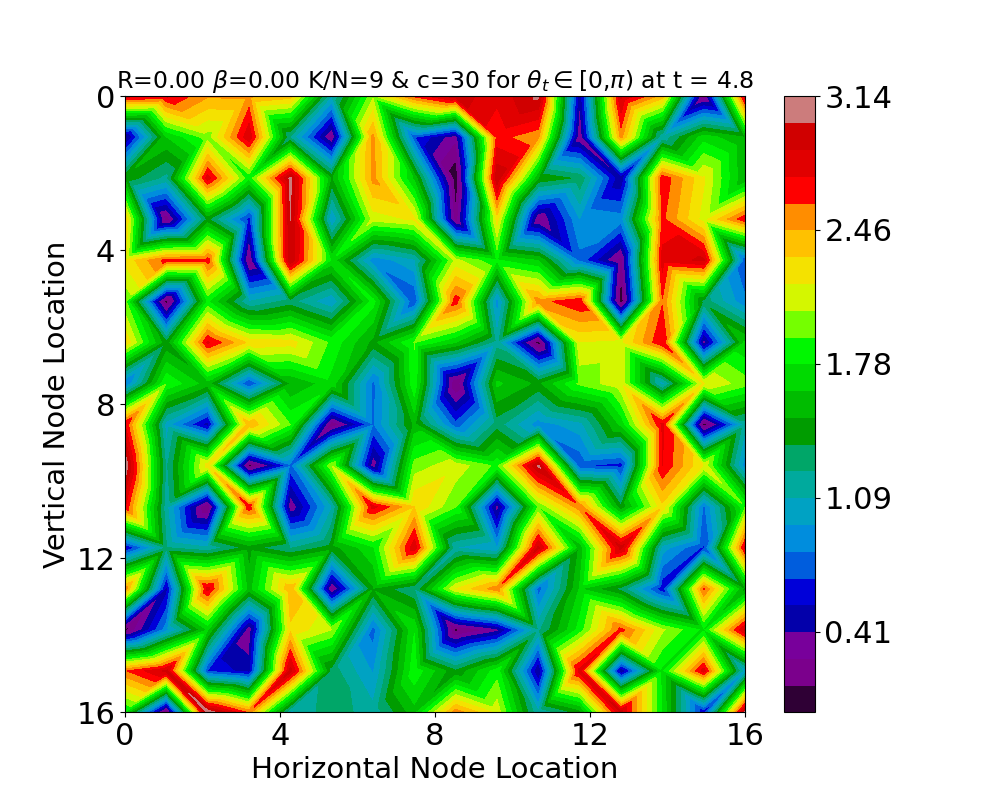 R=0.00 β=0.00 K/N=9 & c=30 for θ_t ∈ [0,π) at t = 4.8
0
4
8
12
16
Vertical Node Location
0 4 8 12 16
Horizontal Node Location
3.14
2.46
1.78
1.09
0.41